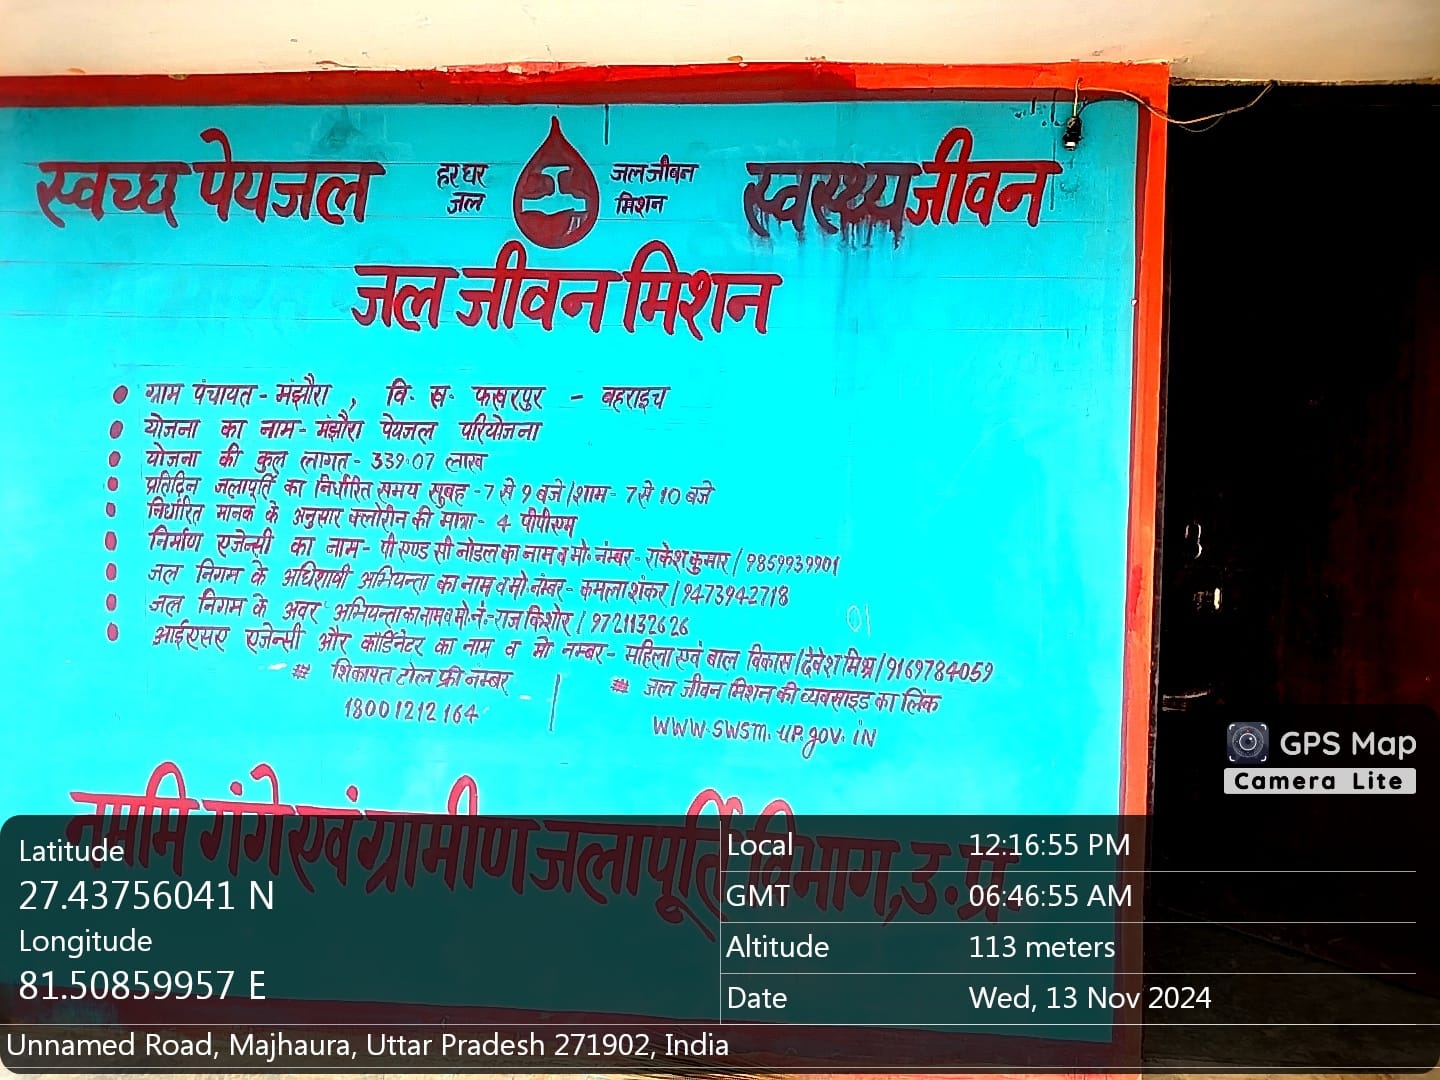 स्वच्छ पेयजल
हर घर
जल
जल जीवन
मिशन
स्वस्थ्य जीवन
जल जीवन मिशन
● ग्राम पंचायत - मंझौरा , वि. ख. फखरपुर - बहराइच
● योजना का नाम - मंझौरा पेयजल परियोजना
● योजना की कुल लागत - 339.07 लाख
● प्रतिदिन जलापूर्ति का निर्धारित समय सुबह - 7 से 9 बजे / शाम - 7 से 10 बजे
● निर्धारित मानक के अनुसार क्लोरीन की मात्रा - 4 पीपीएम
● निर्माण एजेन्सी का नाम - पी एण्ड सी नोडल का नाम व मो. नंम्बर - राकेश कुमार / 9859939901
● जल निगम के अधिशाषी अभियन्ता का नाम व मो. नंम्बर - कमला शंकर / 9473942718
● जल निगम के अवर अभियन्ता का नाम व मो. नं. - राज किशोर / 9721132626
● आईएसए एजेन्सी और कॉर्डिनेटर का नाम व मो नम्बर - महिला एवं बाल विकास / देवेश मिश्र / 9169784059
# शिकायत टोल फ्री नम्बर
18001212164
# जल जीवन मिशन की व्यवसाइड का लिंक
WWW.SWSM.UP.gov.iN
नमामि गंगे एवं ग्रामीण जलापूर्ति विभाग, उ.प्र.
GPS Map
Camera Lite
Latitude
27.43756041 N
Longitude
81.50859957 E
Local 12:16:55 PM
GMT 06:46:55 AM
Altitude 113 meters
Date Wed, 13 Nov 2024
Unnamed Road, Majhaura, Uttar Pradesh 271902, India